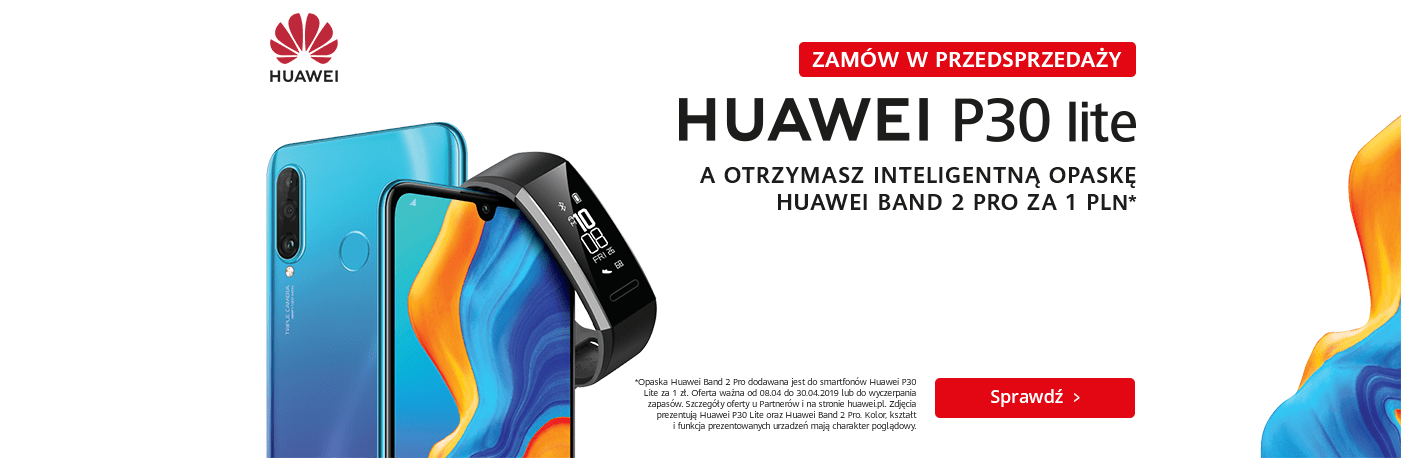 HUAWEI
ZAMÓW W PRZEDSPRZEDAŻY
HUAWEI P30 lite
A OTRZYMASZ INTELIGENTNĄ OPASKĘ
HUAWEI BAND 2 PRO ZA 1 PLN*
TRIPLE CAMERA
10
08
FRI 26
*Opaska Huawei Band 2 Pro dodawana jest do smartfonów Huawei P30
Lite za 1 zł. Oferta ważna od 08.04 do 30.04.2019 lub do wyczerpania
zapasów. Szczegóły oferty u Partnerów i na stronie huawei.pl. Zdjęcia
prezentują Huawei P30 Lite oraz Huawei Band 2 Pro. Kolor, kształt
i funkcja prezentowanych urzadzeń mają charakter poglądowy.
Sprawdź >